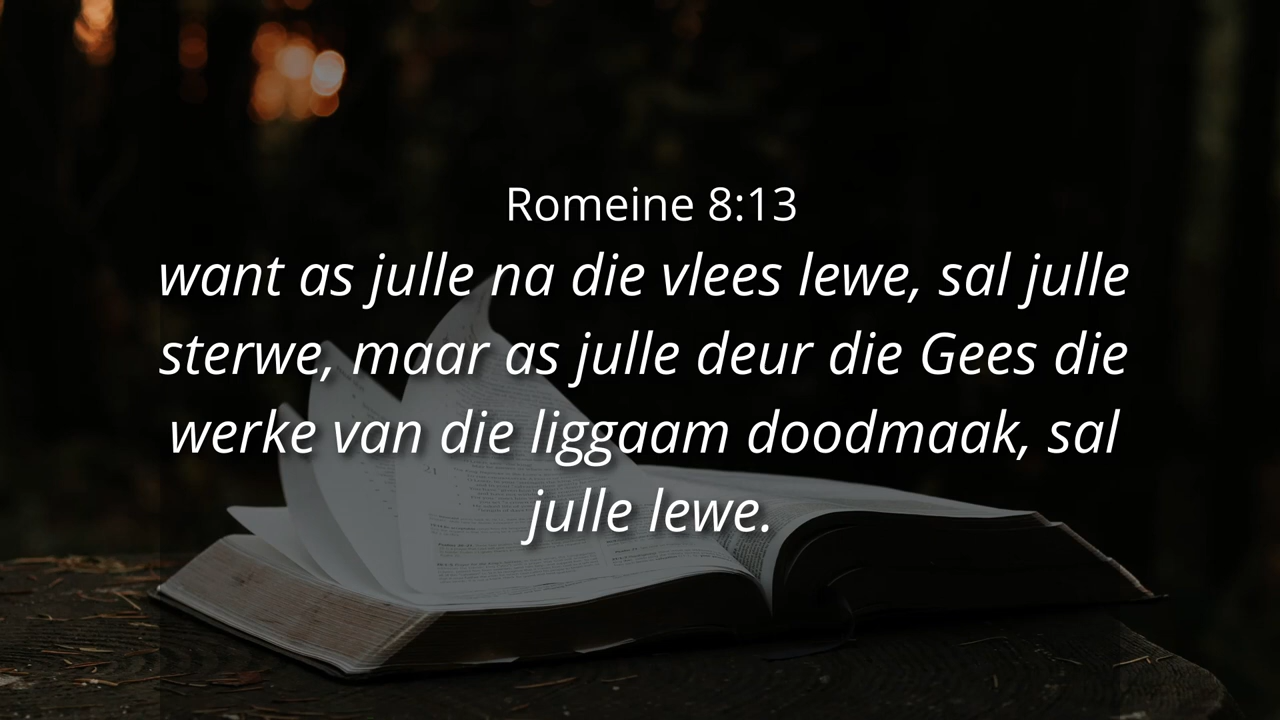 Romeine 8:13
want as julle na die vlees lewe, sal julle
sterwe, maar as julle deur die Gees die
werke van die liggaam doodmaak, sal
julle lewe.